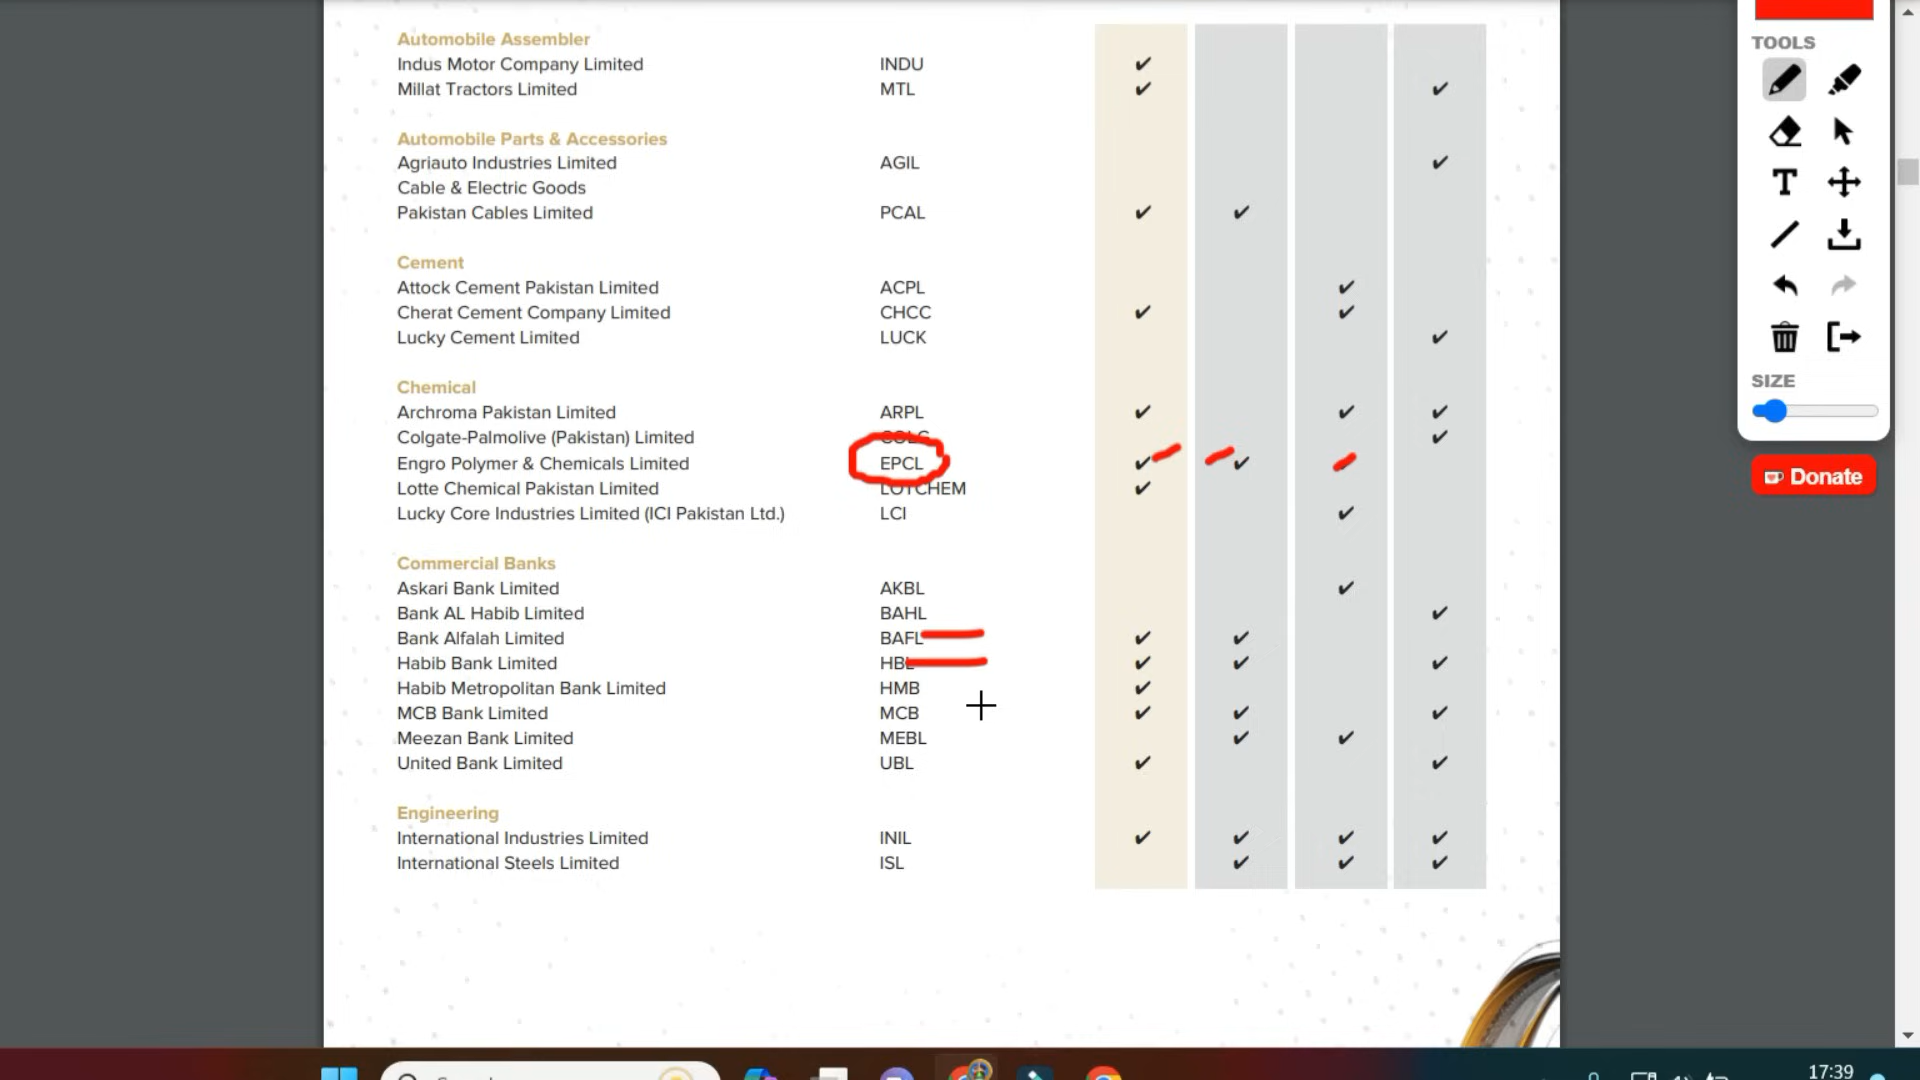 Automobile Assembler
Indus Motor Company Limited INDU ✔
Millat Tractors Limited MTL ✔ ✔
Automobile Parts & Accessories
Agriauto Industries Limited AGIL ✔
Cable & Electric Goods
Pakistan Cables Limited PCAL ✔ ✔
Cement
Attock Cement Pakistan Limited ACPL ✔
Cherat Cement Company Limited CHCC ✔ ✔
Lucky Cement Limited LUCK ✔
Chemical
Archroma Pakistan Limited ARPL ✔ ✔ ✔
Colgate-Palmolive (Pakistan) Limited COLG ✔
Engro Polymer & Chemicals Limited EPCL ✔ ✔ ✔
Lotte Chemical Pakistan Limited LOTCHEM ✔
Lucky Core Industries Limited (ICI Pakistan Ltd.) LCI ✔
Commercial Banks
Askari Bank Limited AKBL ✔
Bank AL Habib Limited BAHL ✔
Bank Alfalah Limited BAFL ✔ ✔
Habib Bank Limited HBL ✔ ✔ ✔
Habib Metropolitan Bank Limited HMB ✔
MCB Bank Limited MCB ✔ ✔ ✔
Meezan Bank Limited MEBL ✔ ✔
United Bank Limited UBL ✔ ✔
Engineering
International Industries Limited INIL ✔ ✔ ✔ ✔
International Steels Limited ISL ✔ ✔ ✔
TOOLS
T
SIZE
Donate
17:39